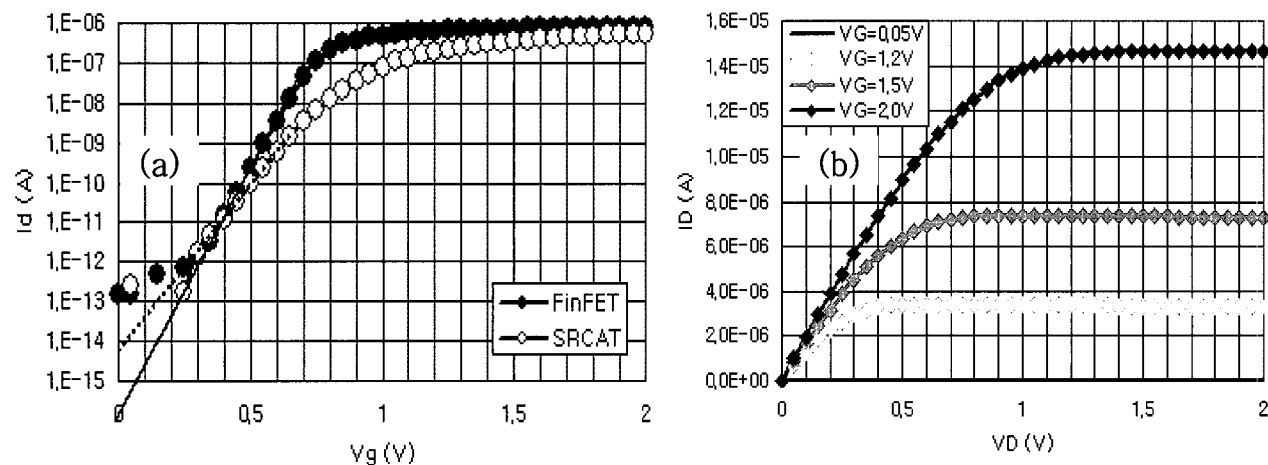 1,E-06
1,E-07
1,E-08
1,E-09
1,E-10
1,E-11
1,E-12
1,E-13
1,E-14
1,E-15
Id (A)
(a)
FinFET
SRCAT
0
0,5
1
1,5
2
Vg (V)
1,6E-05
1,4E-05
1,2E-05
1,0E-05
8,0E-06
6,0E-06
4,0E-06
2,0E-06
0,0E+00
ID (A)
VG=0,05V
VG=1,2V
VG=1,5V
VG=2,0V
(b)
0
0,5
1
1,5
2
VD (V)